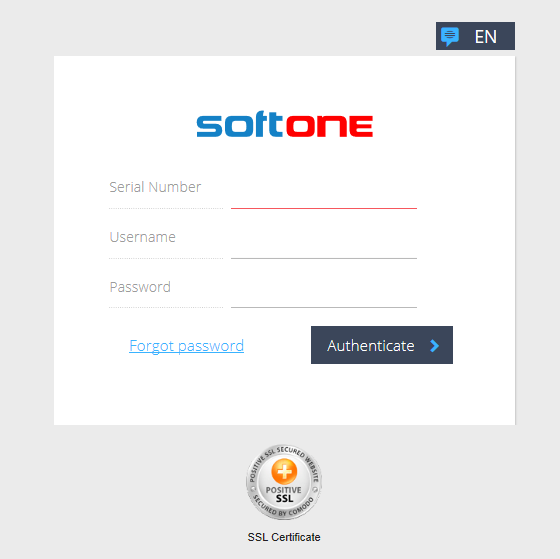 EN
softone
Serial Number
Username
Password
Forgot password
Authenticate
POSITIVE SSL SECURED WEBSITE
POSITIVE
SSL
SECURED BY COMODO
SSL Certificate